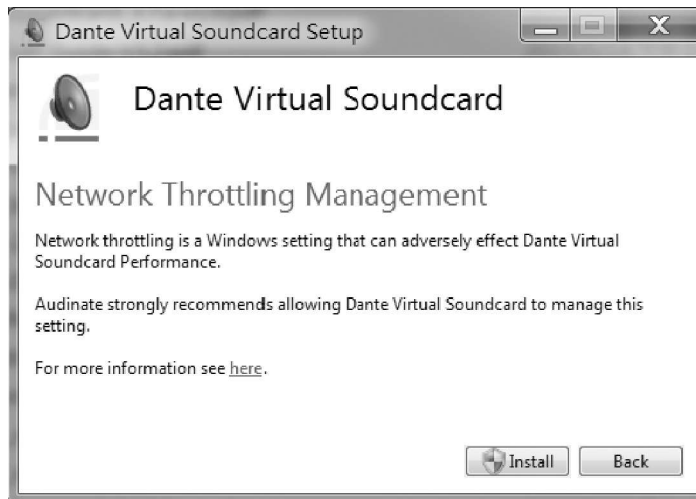 Dante Virtual Soundcard Setup
Dante Virtual Soundcard
Network Throttling Management
Network throttling is a Windows setting that can adversely effect Dante Virtual
Soundcard Performance.
Audinate strongly recommends allowing Dante Virtual Soundcard to manage this
setting.
For more information see here.
Install
Back